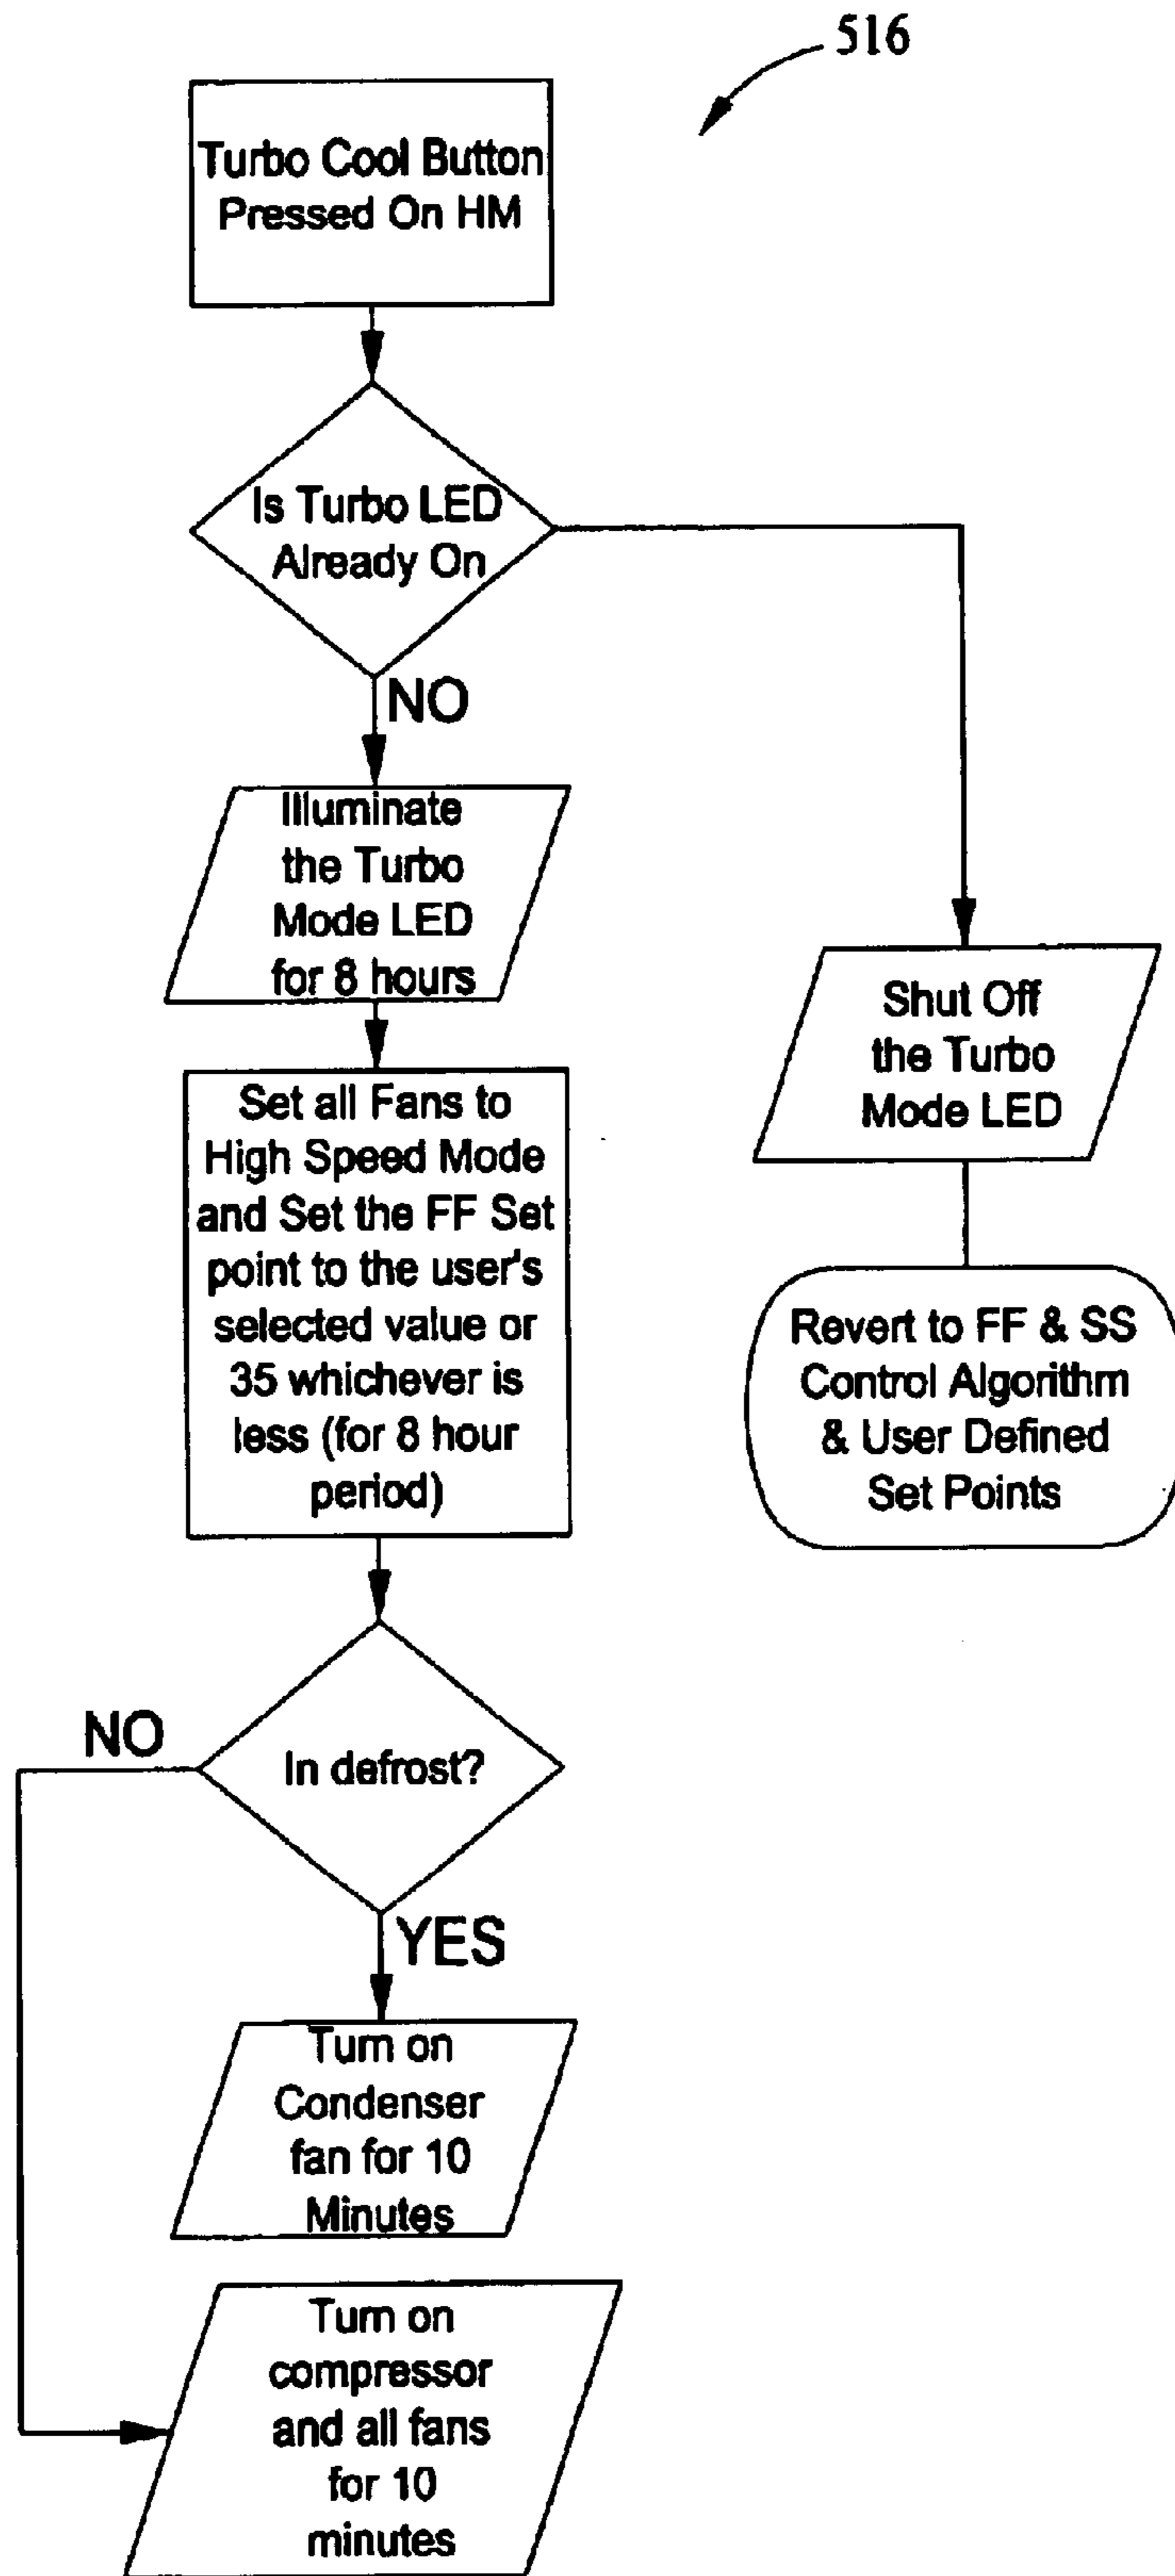 516
Turbo Cool Button
Pressed On HM
Is Turbo LED
Already On
NO
Illuminate
the Turbo
Mode LED
for 8 hours
Shut Off
the Turbo
Mode LED
Set all Fans to
High Speed Mode
and Set the FF Set
point to the user's
selected value or
35 whichever is
less (for 8 hour
period)
Revert to FF & SS
Control Algorithm
& User Defined
Set Points
NO
In defrost?
YES
Turn on
Condenser
fan for 10
Minutes
Turn on
compressor
and all fans
for 10
minutes